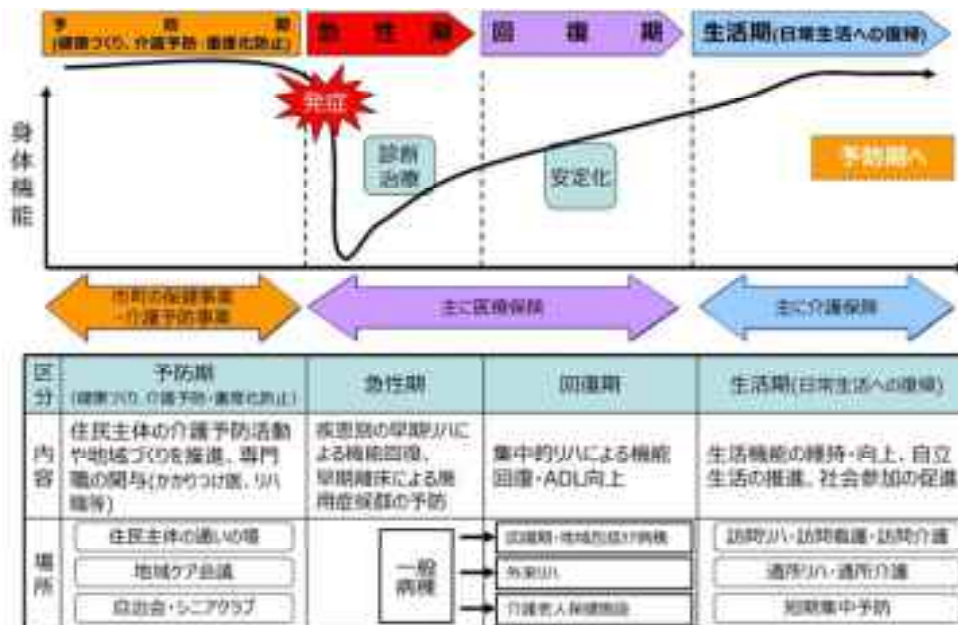 予防期
(健康づくり、介護予防・重度化防止)
急性期
回復期
生活期(日常生活への復帰)
発症
身体機能
診断
治療
安定化
予防期へ
市町の保健事業
・介護予防事業
主に医療保険
主に介護保険
区分
予防期
(健康づくり、介護予防・重度化防止)
急性期
回復期
生活期(日常生活への復帰)
内容
住民主体の介護予防活動
や地域づくりを推進、専門
職の関与(かかりつけ医、リハ
職等)
疾患別の早期リハに
よる機能回復、
早期離床による廃
用症候群の予防
集中的リハによる機能
回復・ADL向上
生活機能の維持・向上、自立
生活の推進、社会参加の促進
場所
住民主体の通いの場
地域ケア会議
自治会・シニアクラブ
一般
病棟
回復期・地域包括ケア病棟
外来リハ
介護老人保健施設
訪問リハ・訪問看護・訪問介護
通所リハ・通所介護
短期集中予防